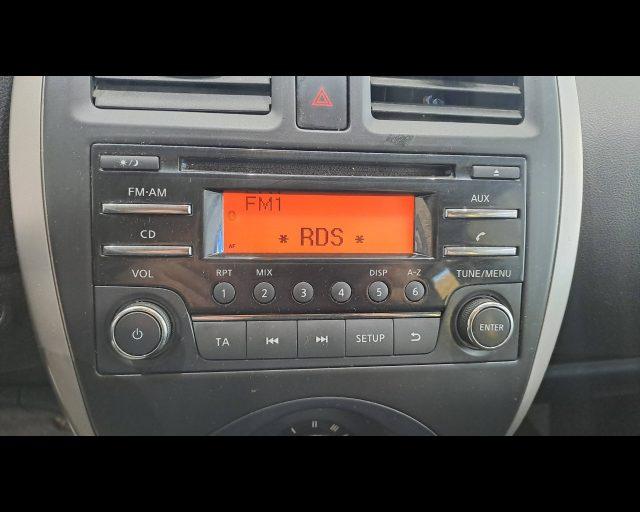 FM-AM
FM1
AUX
CD
AF
* RDS *
VOL
RPT MIX DISP A-Z
TUNE/MENU
1 2 3 4 5 6
ENTER
TA SETUP